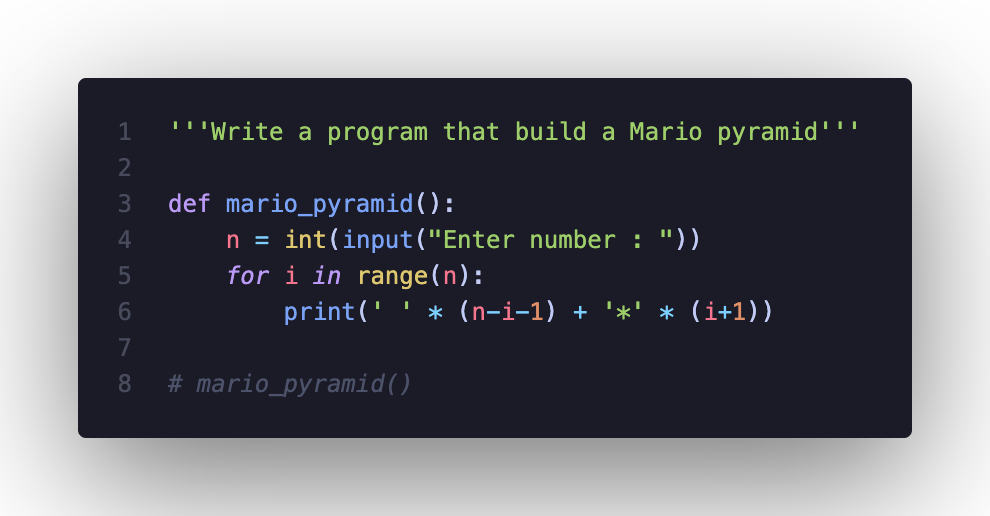 1 '''Write a program that build a Mario pyramid'''
2
3 def mario_pyramid():
4     n = int(input("Enter number : "))
5     for i in range(n):
6         print(' ' * (n-i-1) + '*' * (i+1))
7
8 # mario_pyramid()